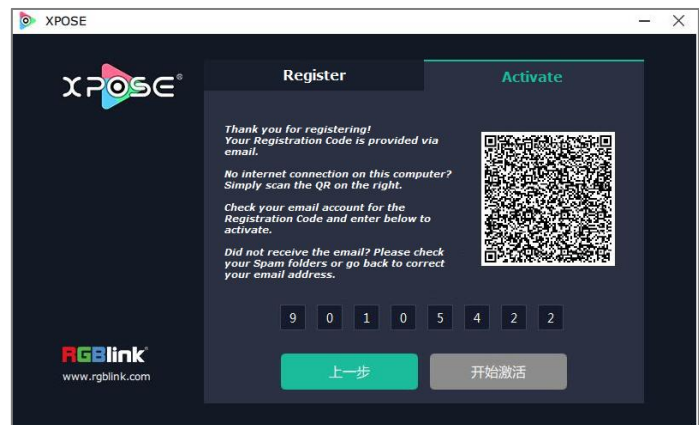 XPOSE
XPOSE®
Register
Activate
Thank you for registering!
Your Registration Code is provided via
email.
No internet connection on this computer?
Simply scan the QR on the right.
Check your email account for the
Registration Code and enter below to
activate.
Did not receive the email? Please check
your Spam folders or go back to correct
your email address.
9 0 1 0 5 4 2 2
上一步
开始激活
RGBlink®
www.rgblink.com